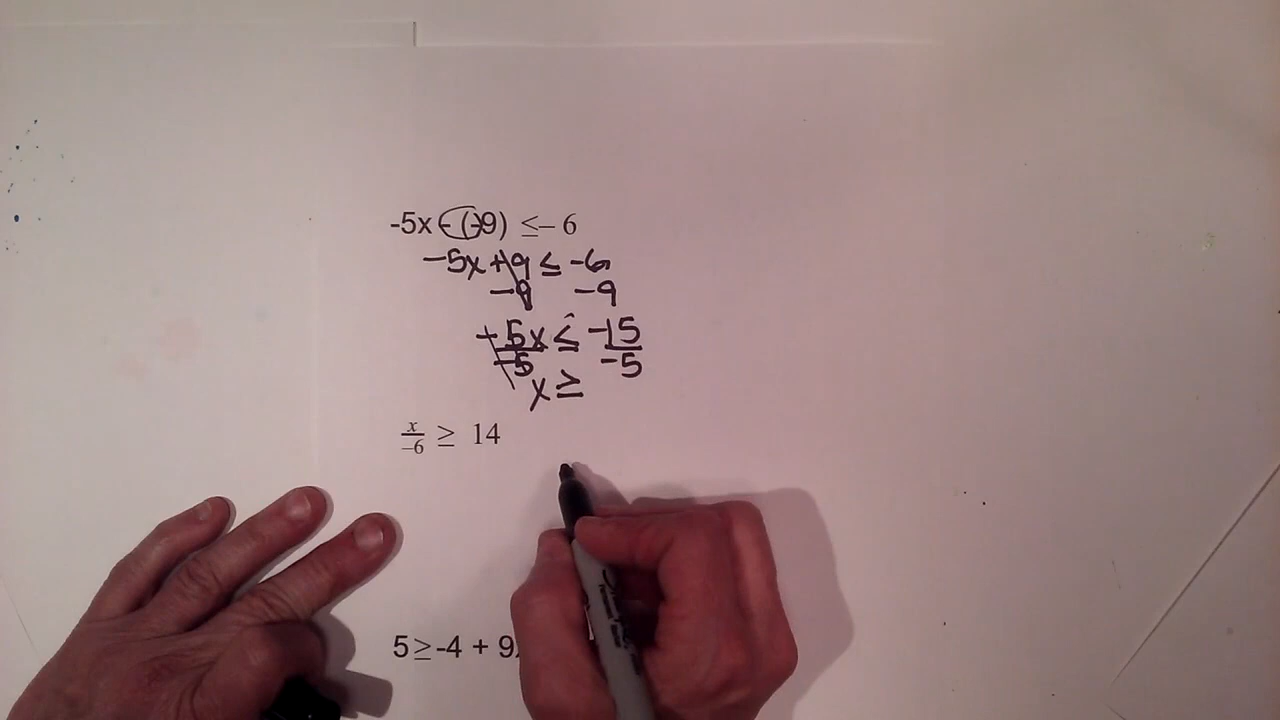 -5x - (-9) ≤ – 6
-5x + 9 ≤ -6
-9 -9
-5x ≤ -15
-5 -5
x ≥
x/–6 ≥ 14
5 ≥ -4 + 9